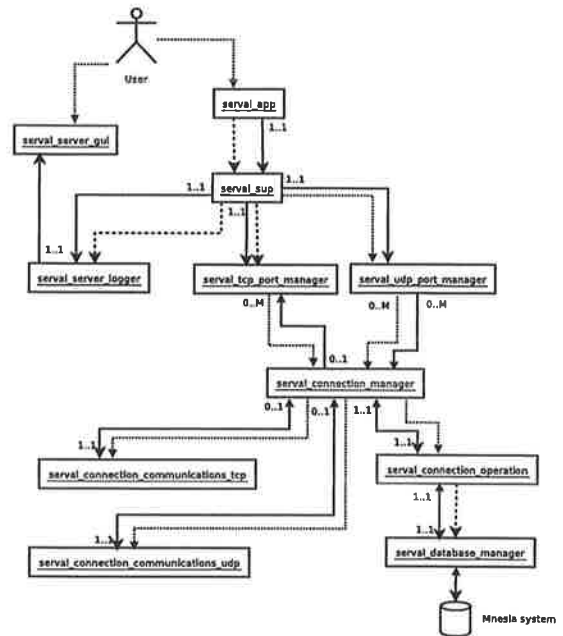 User
serval_app
1..1
serval_server_gui
serval_sup
1..1
1..1
1..1
1..1
serval_server_logger
serval_tcp_port_manager
serval_udp_port_manager
0..M
0..M
0..M
0..1
serval_connection_manager
0..1
0..1
1..1
1..1
1..1
serval_connection_communications_tcp
serval_connection_operation
1..1
1..1
1..1
serval_connection_communications_udp
serval_database_manager
Mnesia system